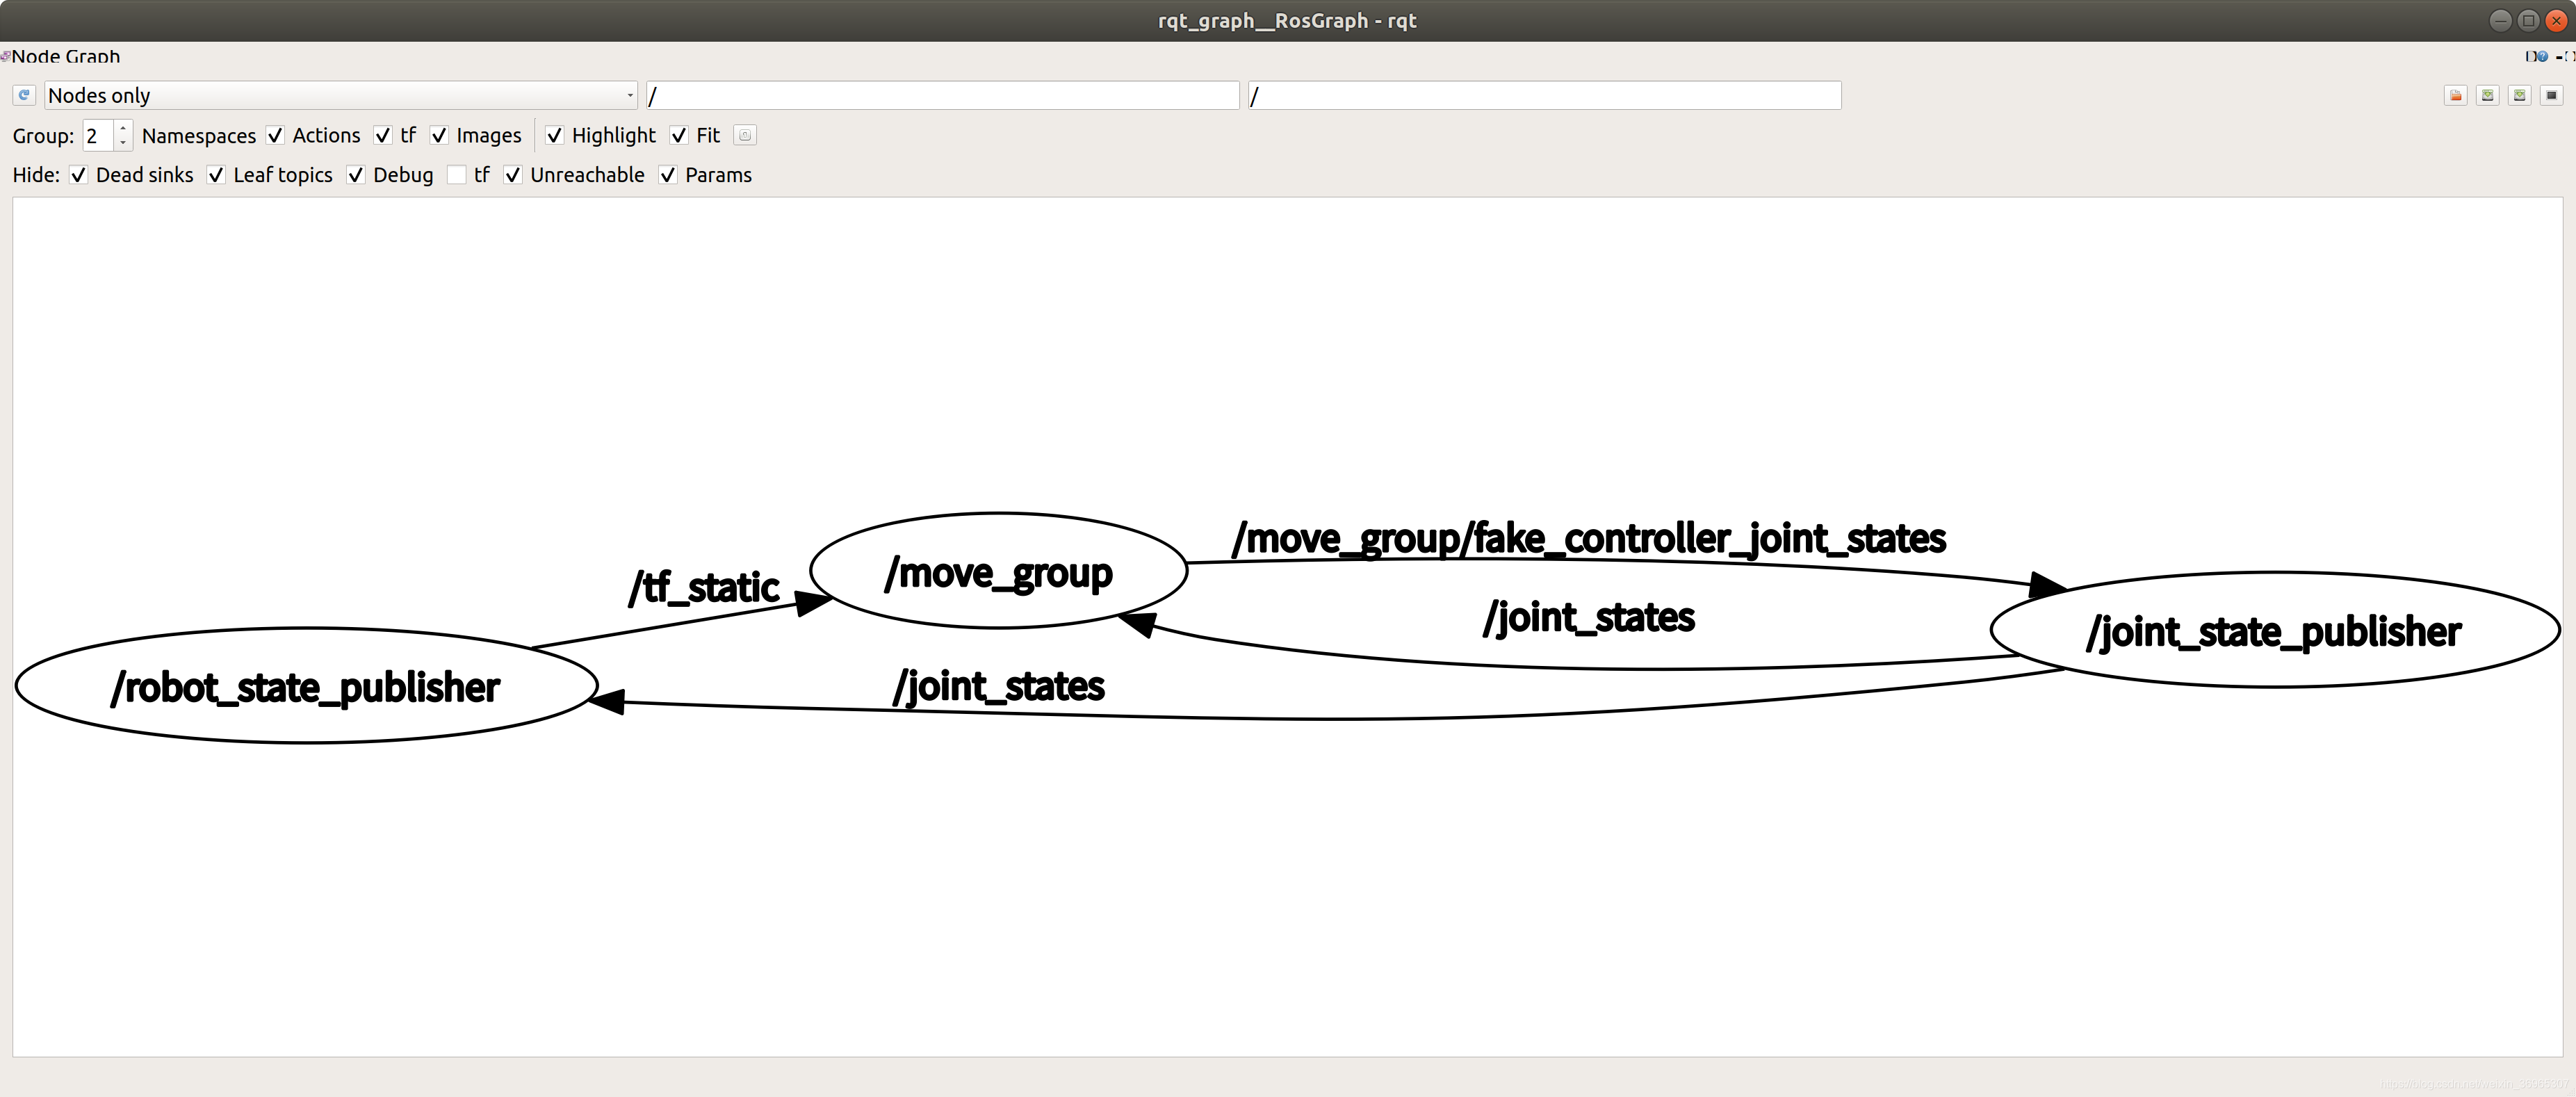 rqt_graph__RosGraph - rqt
Node Graph
Nodes only / /
Group: 2 Namespaces Actions tf Images Highlight Fit
Hide: Dead sinks Leaf topics Debug tf Unreachable Params
/move_group/fake_controller_joint_states
/move_group
/tf_static
/joint_states
/joint_state_publisher
/joint_states
/robot_state_publisher